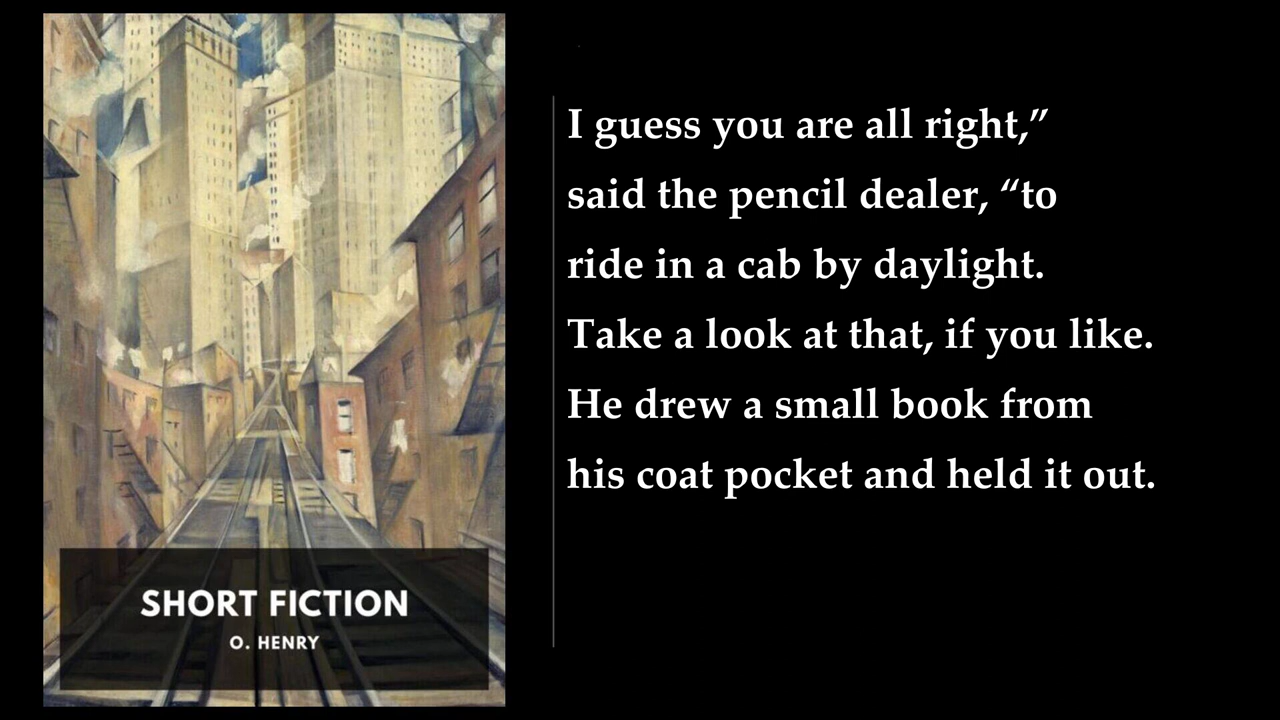 SHORT FICTION
O. HENRY
I guess you are all right,”
said the pencil dealer, “to
ride in a cab by daylight.
Take a look at that, if you like.
He drew a small book from
his coat pocket and held it out.